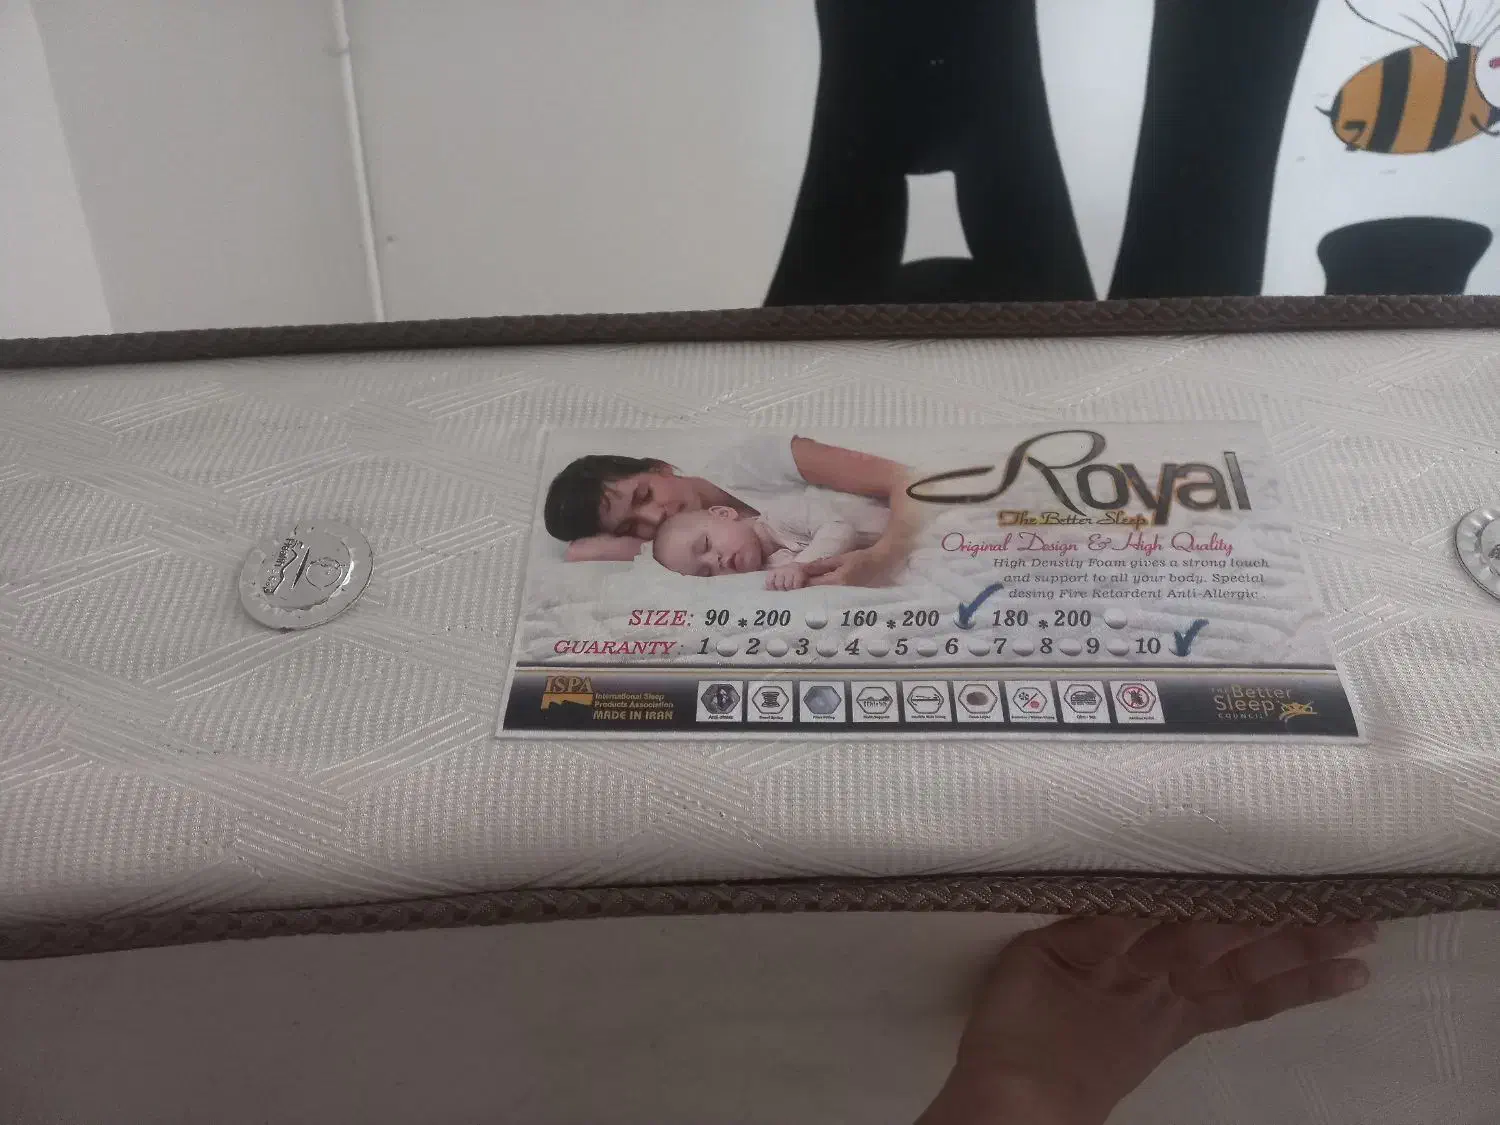 Royal
The Better Sleep
Original Design & High Quality
High Density Foam gives a strong touch
and support to all your body. Special
desing Fire Retardent Anti-Allergic.
SIZE: 90 * 200 160 * 200 180 * 200
GUARANTY: 1 2 3 4 5 6 7 8 9 10
ISPA
International Sleep
Products Association
MADE IN IRAN
THE Better
Sleep
COUNCIL